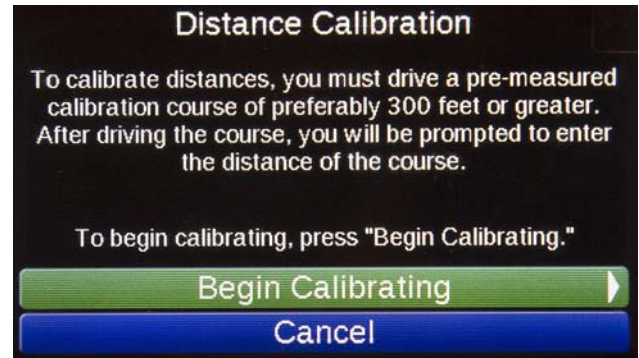 Distance Calibration
To calibrate distances, you must drive a pre-measured
calibration course of preferably 300 feet or greater.
After driving the course, you will be prompted to enter
the distance of the course.
To begin calibrating, press "Begin Calibrating."
Begin Calibrating
Cancel